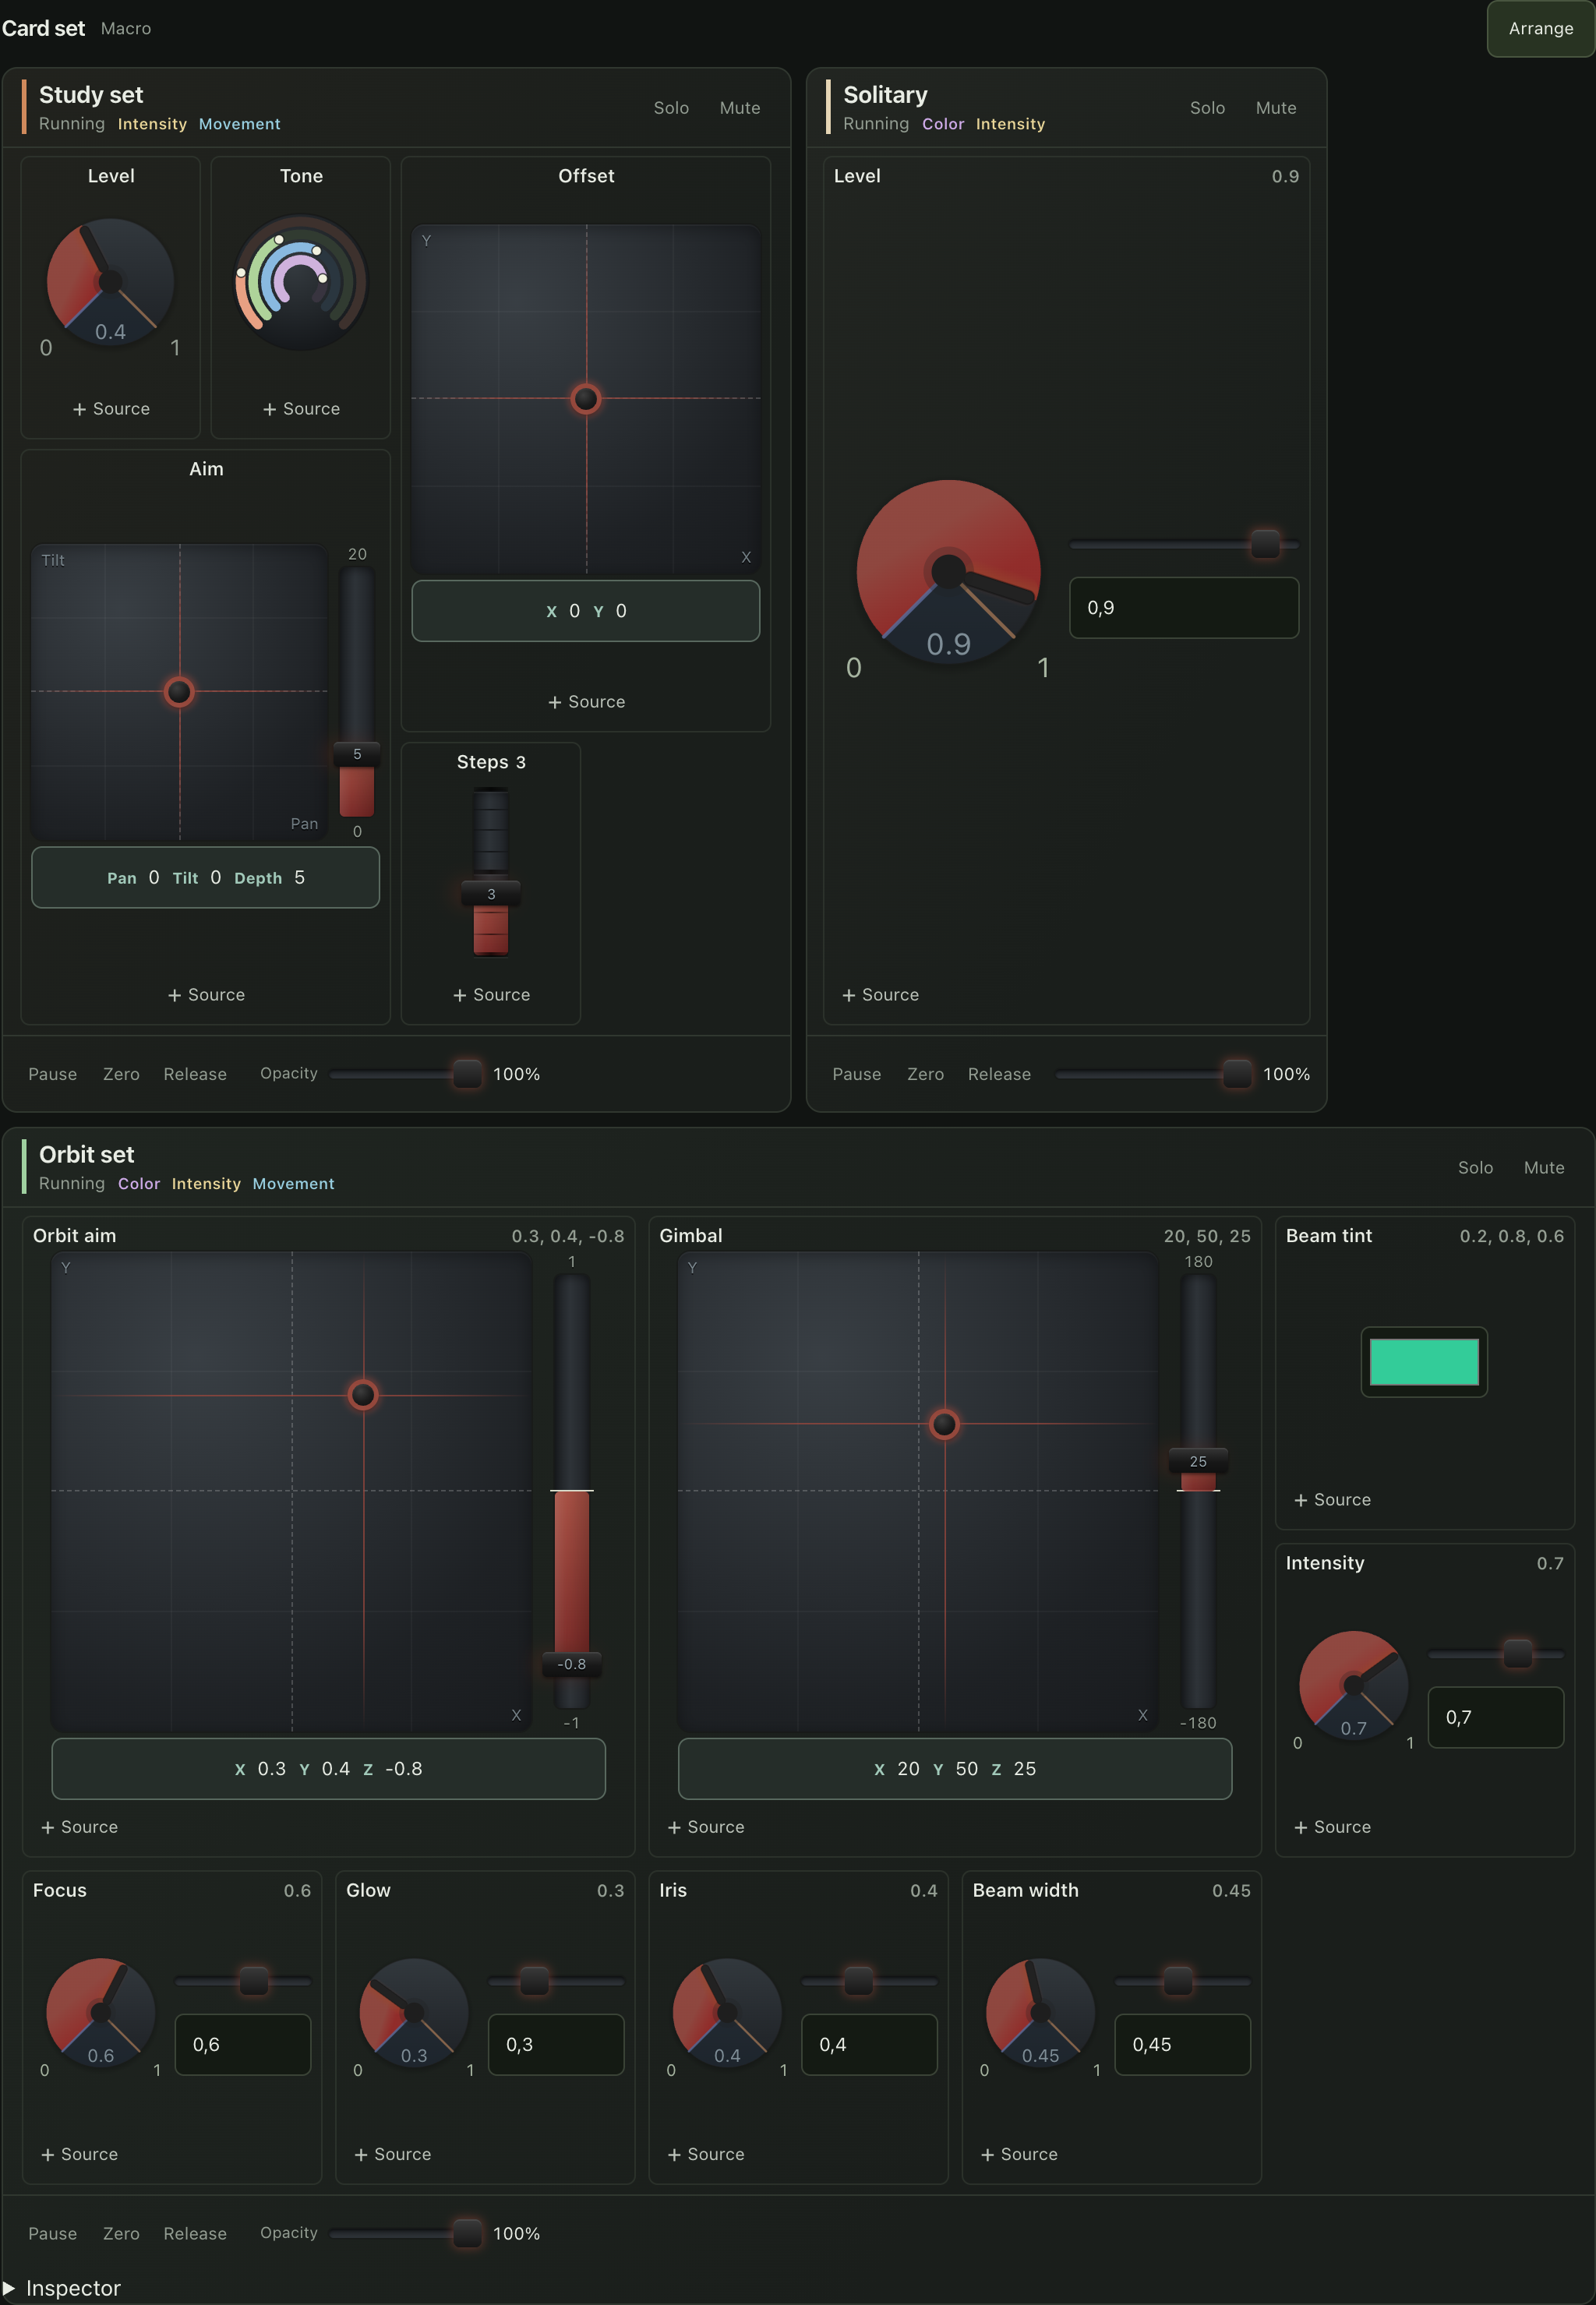 Card set Macro
Arrange
Study set
Running Intensity Movement
Solo Mute
Level
0.4
0 1
+ Source
Tone
+ Source
Offset
Y
X
X 0 Y 0
+ Source
Aim
Tilt
Pan
20
5
0
Pan 0 Tilt 0 Depth 5
+ Source
Steps 3
3
+ Source
Pause Zero Release Opacity 100%
Solitary
Running Color Intensity
Solo Mute
Level 0.9
0.9
0 1
0,9
+ Source
Pause Zero Release 100%
Orbit set
Running Color Intensity Movement
Solo Mute
Orbit aim 0.3, 0.4, -0.8
Y
X
1
-0.8
-1
X 0.3 Y 0.4 Z -0.8
+ Source
Gimbal 20, 50, 25
Y
X
180
25
-180
X 20 Y 50 Z 25
+ Source
Beam tint 0.2, 0.8, 0.6
+ Source
Intensity 0.7
0.7
0 1
0,7
+ Source
Focus 0.6
0.6
0 1
0,6
+ Source
Glow 0.3
0.3
0 1
0,3
+ Source
Iris 0.4
0.4
0 1
0,4
+ Source
Beam width 0.45
0.45
0 1
0,45
+ Source
Pause Zero Release Opacity 100%
Inspector